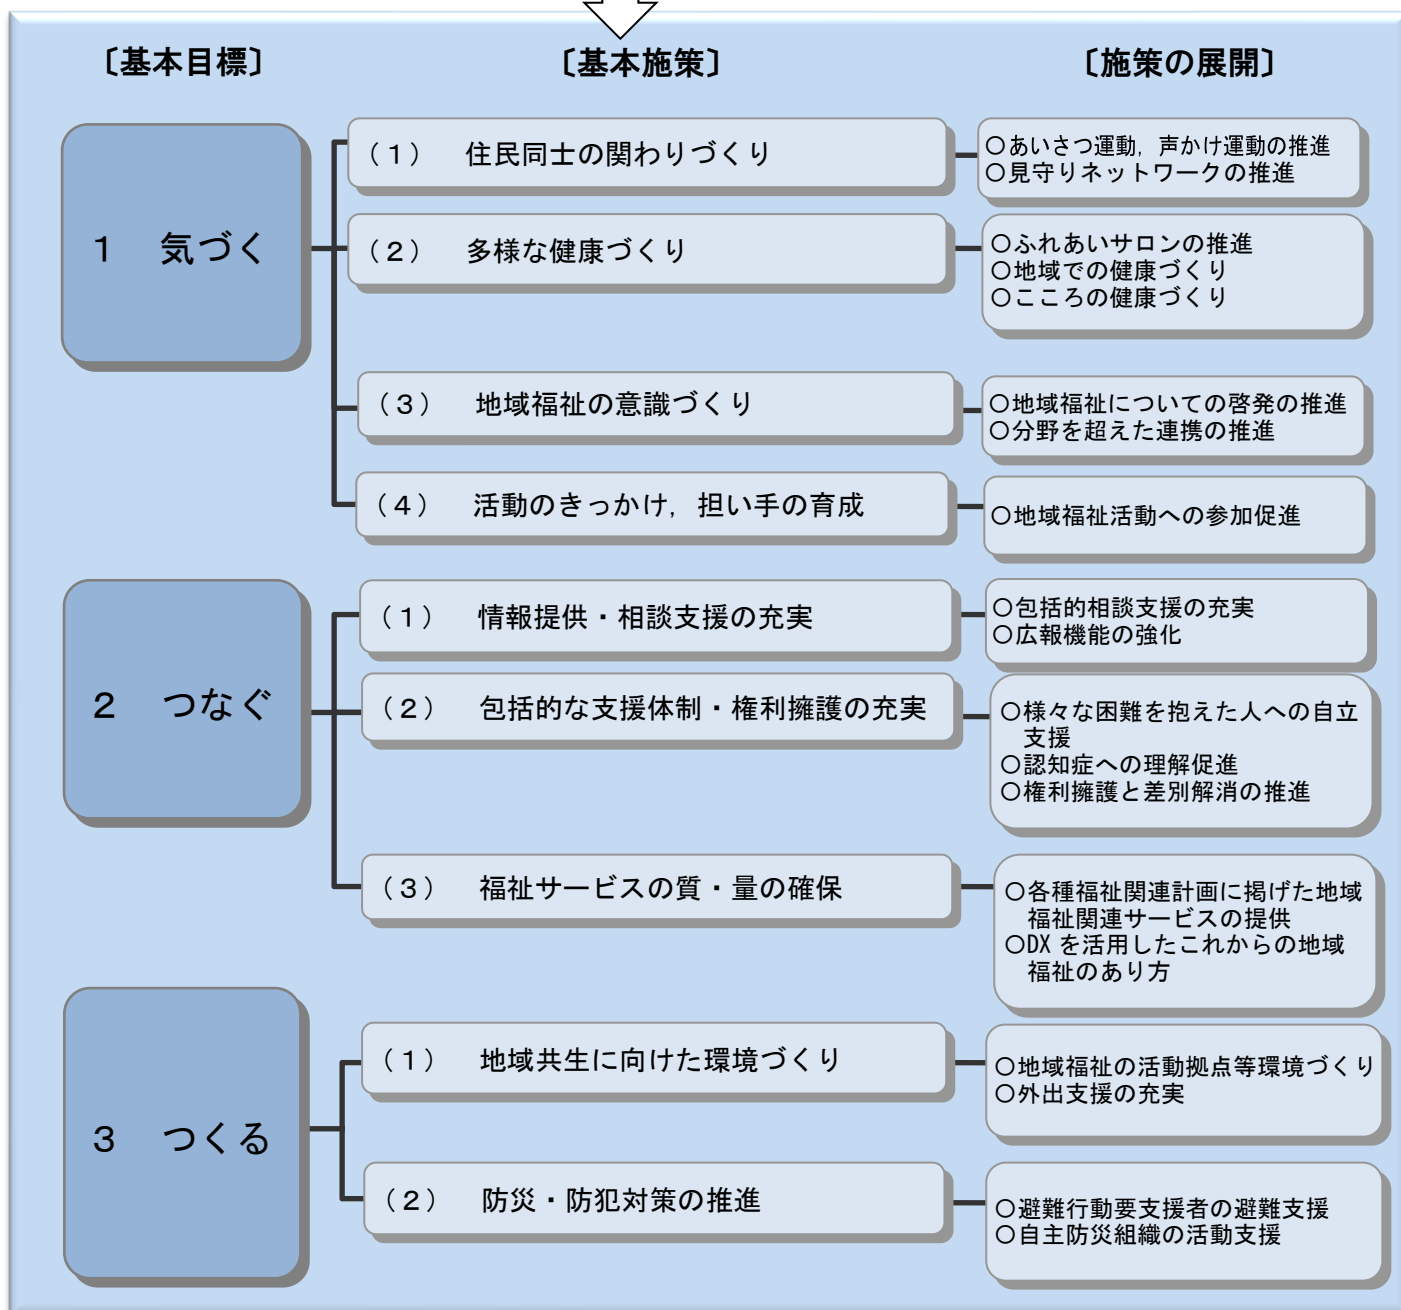 〔基本目標〕　〔基本施策〕　〔施策の展開〕
１　気づく
（１）　住民同士の関わりづくり
○あいさつ運動，声かけ運動の推進
○見守りネットワークの推進
（２）　多様な健康づくり
○ふれあいサロンの推進
○地域での健康づくり
○こころの健康づくり
（３）　地域福祉の意識づくり
○地域福祉についての啓発の推進
○分野を超えた連携の推進
（４）　活動のきっかけ，担い手の育成
○地域福祉活動への参加促進
２　つなぐ
（１）　情報提供・相談支援の充実
○包括的相談支援の充実
○広報機能の強化
（２）　包括的な支援体制・権利擁護の充実
○様々な困難を抱えた人への自立
支援
○認知症への理解促進
○権利擁護と差別解消の推進
（３）　福祉サービスの質・量の確保
○各種福祉関連計画に掲げた地域
福祉関連サービスの提供
○DXを活用したこれからの地域
福祉のあり方
３　つくる
（１）　地域共生に向けた環境づくり
○地域福祉の活動拠点等環境づくり
○外出支援の充実
（２）　防災・防犯対策の推進
○避難行動要支援者の避難支援
○自主防災組織の活動支援